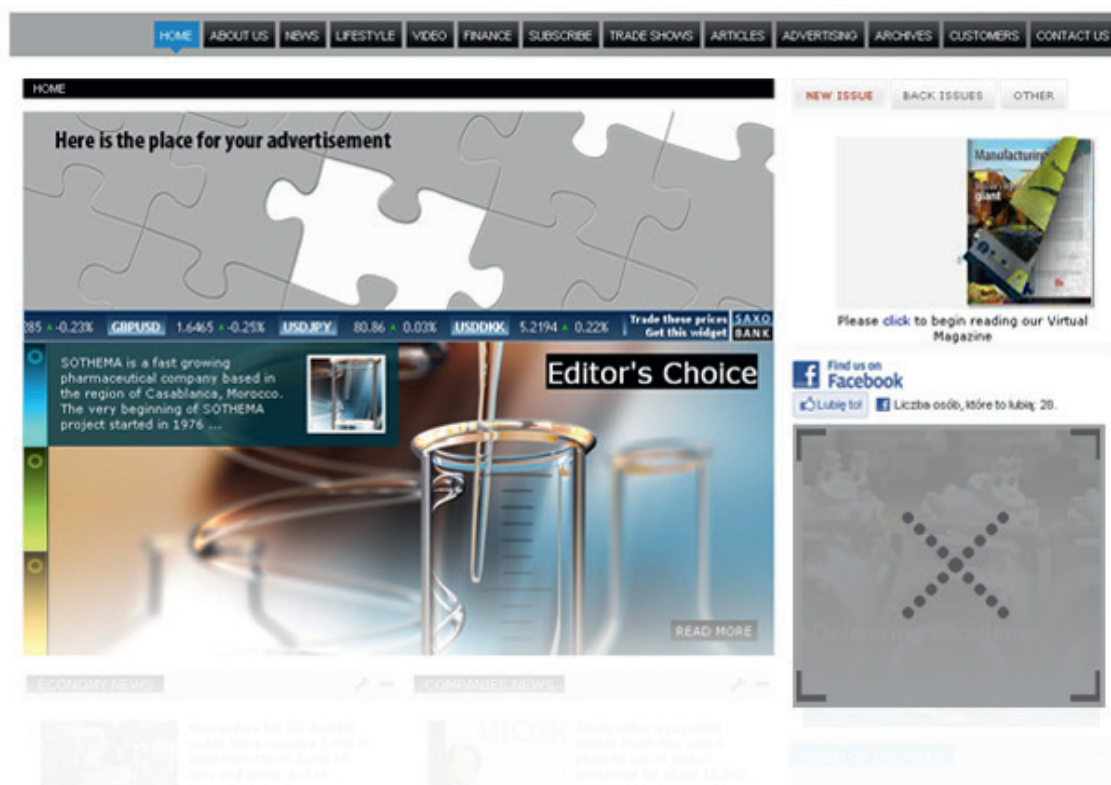 HOME ABOUT US NEWS LIFESTYLE VIDEO FINANCE SUBSCRIBE TRADE SHOWS ARTICLES ADVERTISING ARCHIVES CUSTOMERS CONTACT US
HOME
Here is the place for your advertisement
285 -0.23% GBPUSD 1.6465 -0.25% USDJPY 80.86 0.03% USDDKK 5.2194 0.22%
Trade these prices
Get this widget
SAXO
BANK
SOTHEMA is a fast growing
pharmaceutical company based in
the region of Casablanca, Morocco.
The very beginning of SOTHEMA
project started in 1976 ...
Editor's Choice
READ MORE
ECONOMY NEWS
COMPANIES NEWS
NEW ISSUE BACK ISSUES OTHER
Manufacturing
giant
Please click to begin reading our Virtual
Magazine
Find us on
Facebook
Lubię to! Liczba osób, które to lubią: 28.
Delivering Excellence